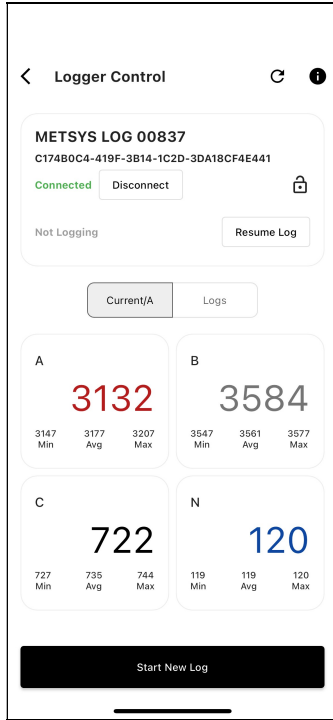 Logger Control
METSYS LOG 00837
C174B0C4-419F-3B14-1C2D-3DA18CF4E441
Connected Disconnect
Not Logging Resume Log
Current/A Logs
A
3132
3147 3177 3207
Min Avg Max
B
3584
3547 3561 3577
Min Avg Max
C
722
727 735 744
Min Avg Max
N
120
119 119 120
Min Avg Max
Start New Log